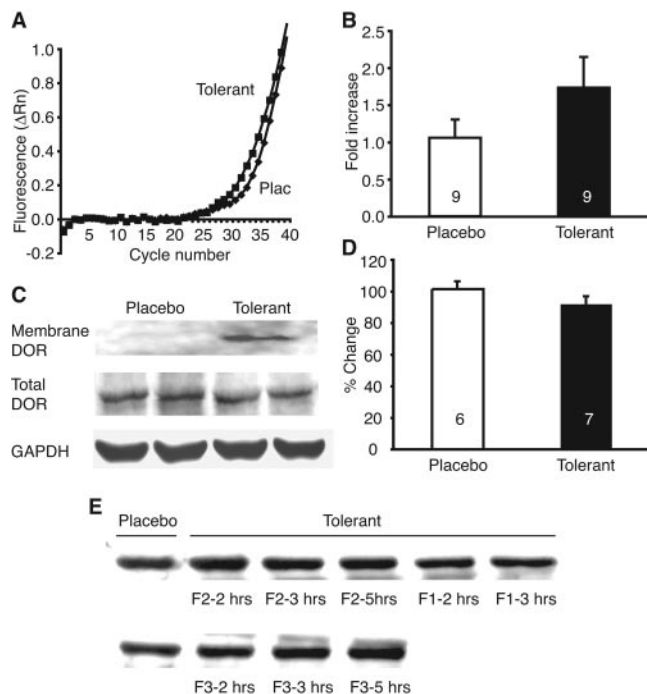 A
Fluorescence (ΔRn)
1.0
0.8
0.6
0.4
0.2
0.0
-0.2
Tolerant
Plac
5 10 15 20 25 30 35 40
Cycle number
B
Fold increase
2.5
2.0
1.5
1.0
0.5
0.0
9 9
Placebo Tolerant
C
Placebo Tolerant
Membrane
DOR
Total
DOR
GAPDH
D
% Change
120
100
80
60
40
20
0
6 7
Placebo Tolerant
E
Placebo Tolerant
F2-2 hrs F2-3 hrs F2-5hrs F1-2 hrs F1-3 hrs
F3-2 hrs F3-3 hrs F3-5 hrs